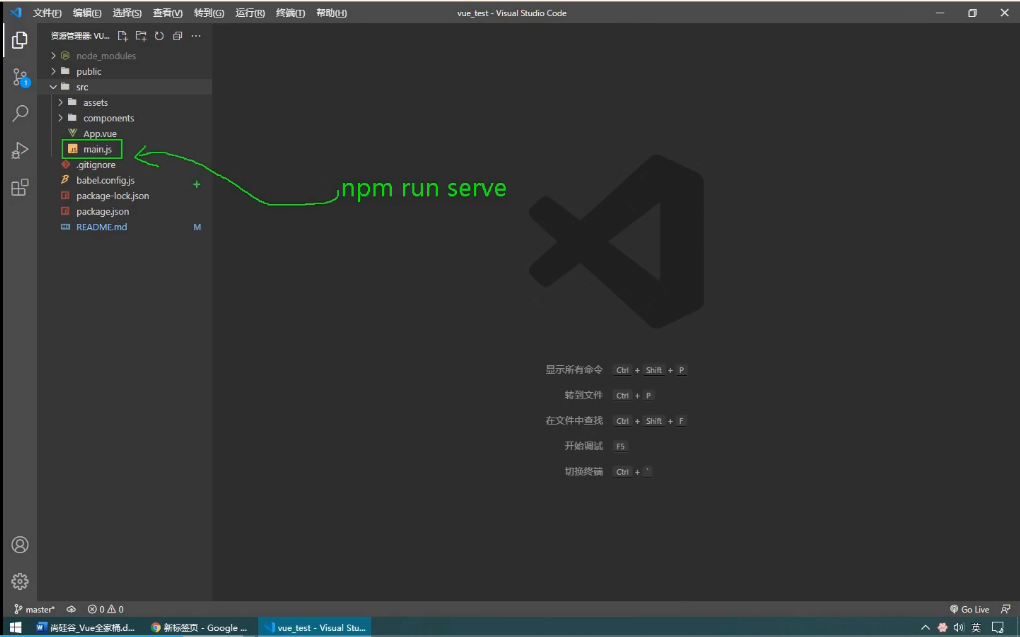 文件(F) 编辑(E) 选择(S) 查看(V) 转到(G) 运行(R) 终端(T) 帮助(H) vue_test - Visual Studio Code
资源管理器: VU...
node_modules
public
src
assets
components
App.vue
JS main.js
.gitignore
babel.config.js
package-lock.json
package.json
README.md M
npm run serve
1
显示所有命令 Ctrl + Shift + P
转到文件 Ctrl + P
在文件中查找 Ctrl + Shift + F
开始调试 F5
切换终端 Ctrl + `
master* 0 0 Go Live
尚硅谷_Vue全家桶.d... 新标签页 - Google ... vue_test - Visual Stu... 英